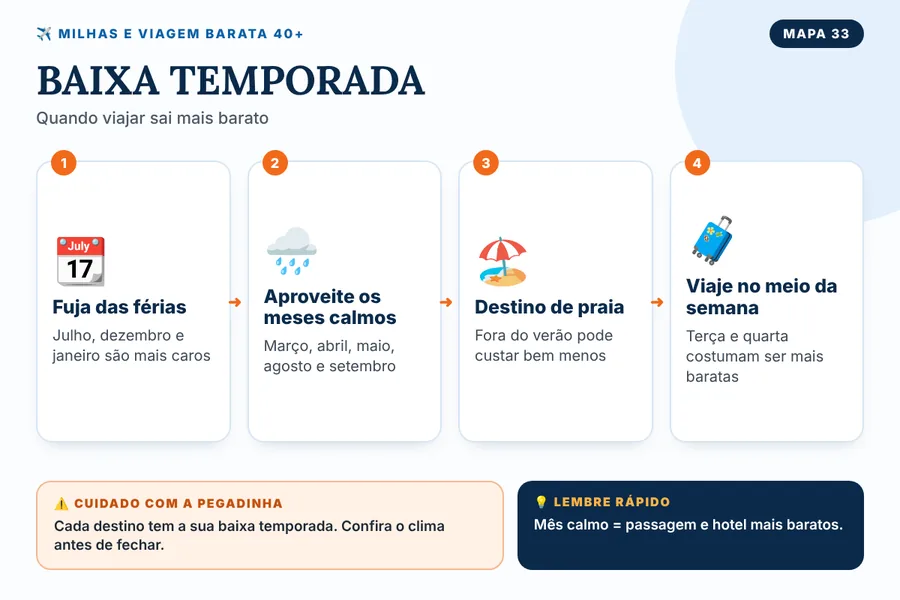 MILHAS E VIAGEM BARATA 40+
MAPA 33
BAIXA TEMPORADA
Quando viajar sai mais barato
1
July
17
Fuja das férias
Julho, dezembro e
janeiro são mais caros
2
Aproveite os
meses calmos
Março, abril, maio,
agosto e setembro
3
Destino de praia
Fora do verão pode
custar bem menos
4
Viaje no meio da
semana
Terça e quarta
costumam ser mais
baratas
CUIDADO COM A PEGADINHA
Cada destino tem a sua baixa temporada. Confira o clima
antes de fechar.
LEMBRE RÁPIDO
Mês calmo = passagem e hotel mais baratos.